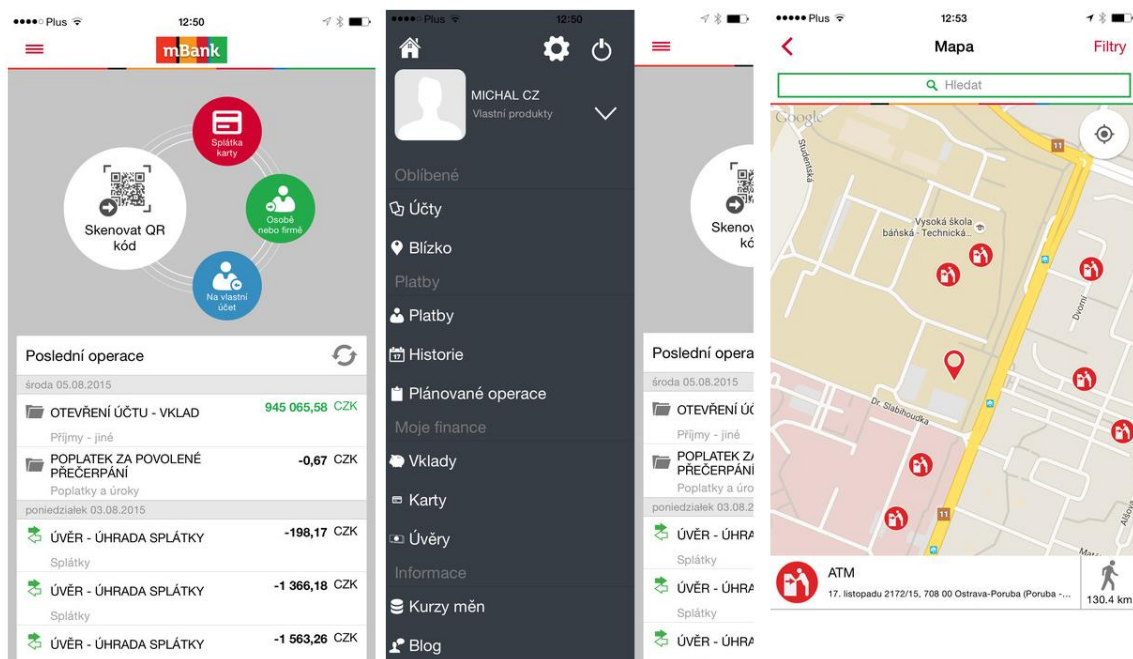 Plus 12:50
mBank
Splátka
karty
Skenovat QR
kód
Osobě
nebo firmě
Na vlastní
účet
Poslední operace
środa 05.08.2015
OTEVŘENÍ ÚČTU - VKLAD 945 065,58 CZK
Příjmy - jiné
POPLATEK ZA POVOLENÉ
PŘEČERPÁNÍ -0,67 CZK
Poplatky a úroky
poniedziałek 03.08.2015
ÚVĚR - ÚHRADA SPLÁTKY -198,17 CZK
Splátky
ÚVĚR - ÚHRADA SPLÁTKY -1 366,18 CZK
Splátky
ÚVĚR - ÚHRADA SPLÁTKY -1 563,26 CZK
Plus 12:50
MICHAL CZ
Vlastní produkty
Oblíbené
Účty
Blízko
Platby
Platby
17
Historie
Plánované operace
Moje finance
Vklady
Karty
Úvěry
Informace
Kurzy měn
Blog
Skenov
kó
Poslední opera
środa 05.08.2015
OTEVŘENÍ ÚČ
Příjmy - jiné
POPLATEK ZA
PŘEČERPÁNÍ
Poplatky a úro
poniedziałek 03.08.2
ÚVĚR - ÚHRA
Splátky
ÚVĚR - ÚHRA
Splátky
ÚVĚR - ÚHRA
Plus 12:53
Mapa
Filtry
Hledat
Google
Studentská
11
Vysoká škola
báňská - Technická...
Dvorní
Dr. Slabihoudka
11
Alšova
ATM
17. listopadu 2172/15, 708 00 Ostrava-Poruba (Poruba -...
130.4 km